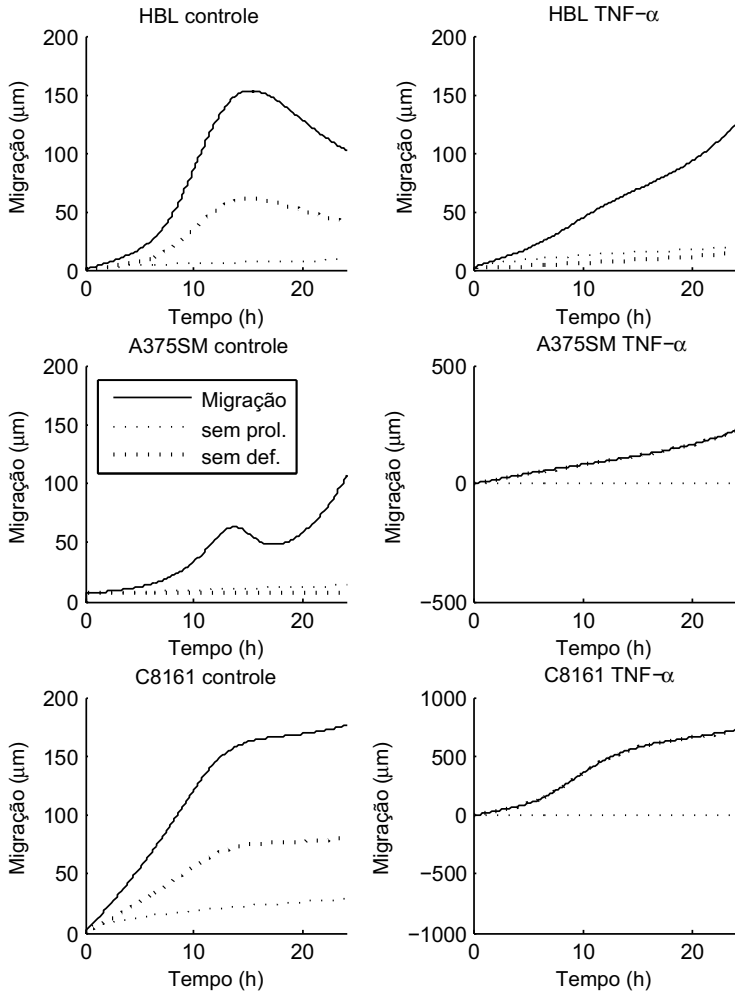 HBL controle
Migração (μm)
200
150
100
50
0
0
10
20
Tempo (h)
HBL TNF−α
Migração (μm)
200
150
100
50
0
0
10
20
Tempo (h)
A375SM controle
Migração (μm)
200
150
100
50
0
Migração
sem prol.
sem def.
0
10
20
Tempo (h)
A375SM TNF−α
Migração (μm)
500
0
−500
0
10
20
Tempo (h)
C8161 controle
Migração (μm)
200
150
100
50
0
0
10
20
Tempo (h)
C8161 TNF−α
Migração (μm)
1000
500
0
−500
−1000
0
10
20
Tempo (h)